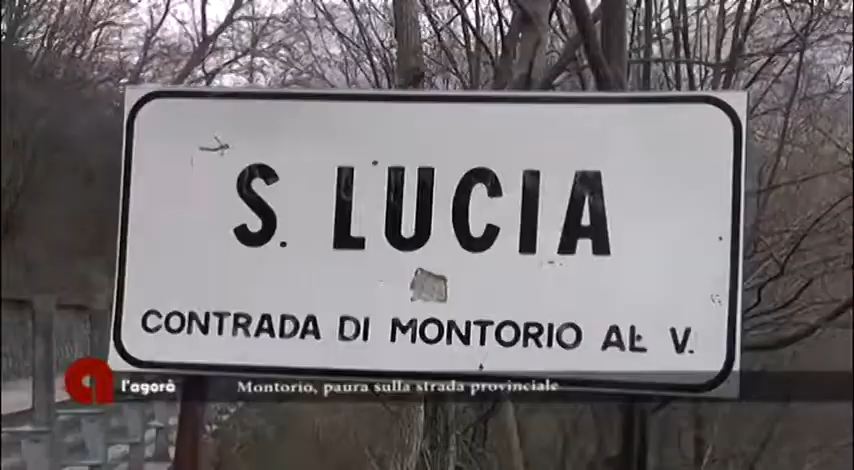 S. LUCIA
CONTRADA DI MONTORIO AL V.
a l'agorà Montorio, paura sulla strada provinciale